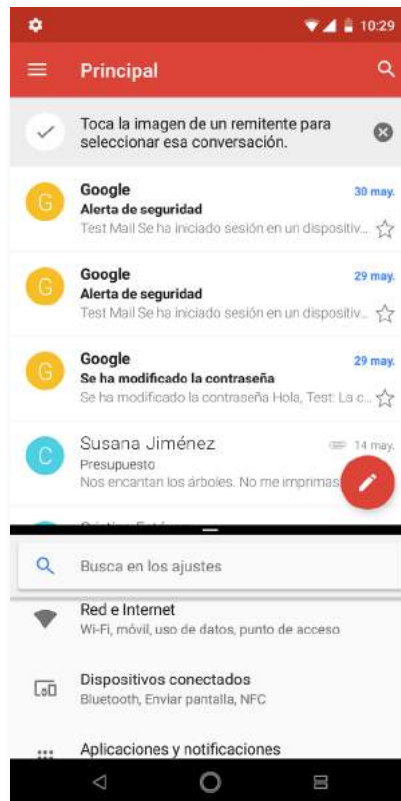 10:29
Principal
Toca la imagen de un remitente para
seleccionar esa conversación.
G
Google
30 may.
Alerta de seguridad
Test Mail Se ha iniciado sesión en un dispositiv...
G
Google
29 may.
Alerta de seguridad
Test Mail Se ha iniciado sesión en un dispositiv...
G
Google
29 may.
Se ha modificado la contraseña
Se ha modificado la contraseña Hola, Test: La c...
C
Susana Jiménez
14 may.
Presupuesto
Nos encantan los árboles. No me imprimas
Busca en los ajustes
Red e Internet
Wi-Fi, móvil, uso de datos, punto de acceso
Dispositivos conectados
Bluetooth, Enviar pantalla, NFC
Aplicaciones y notificaciones